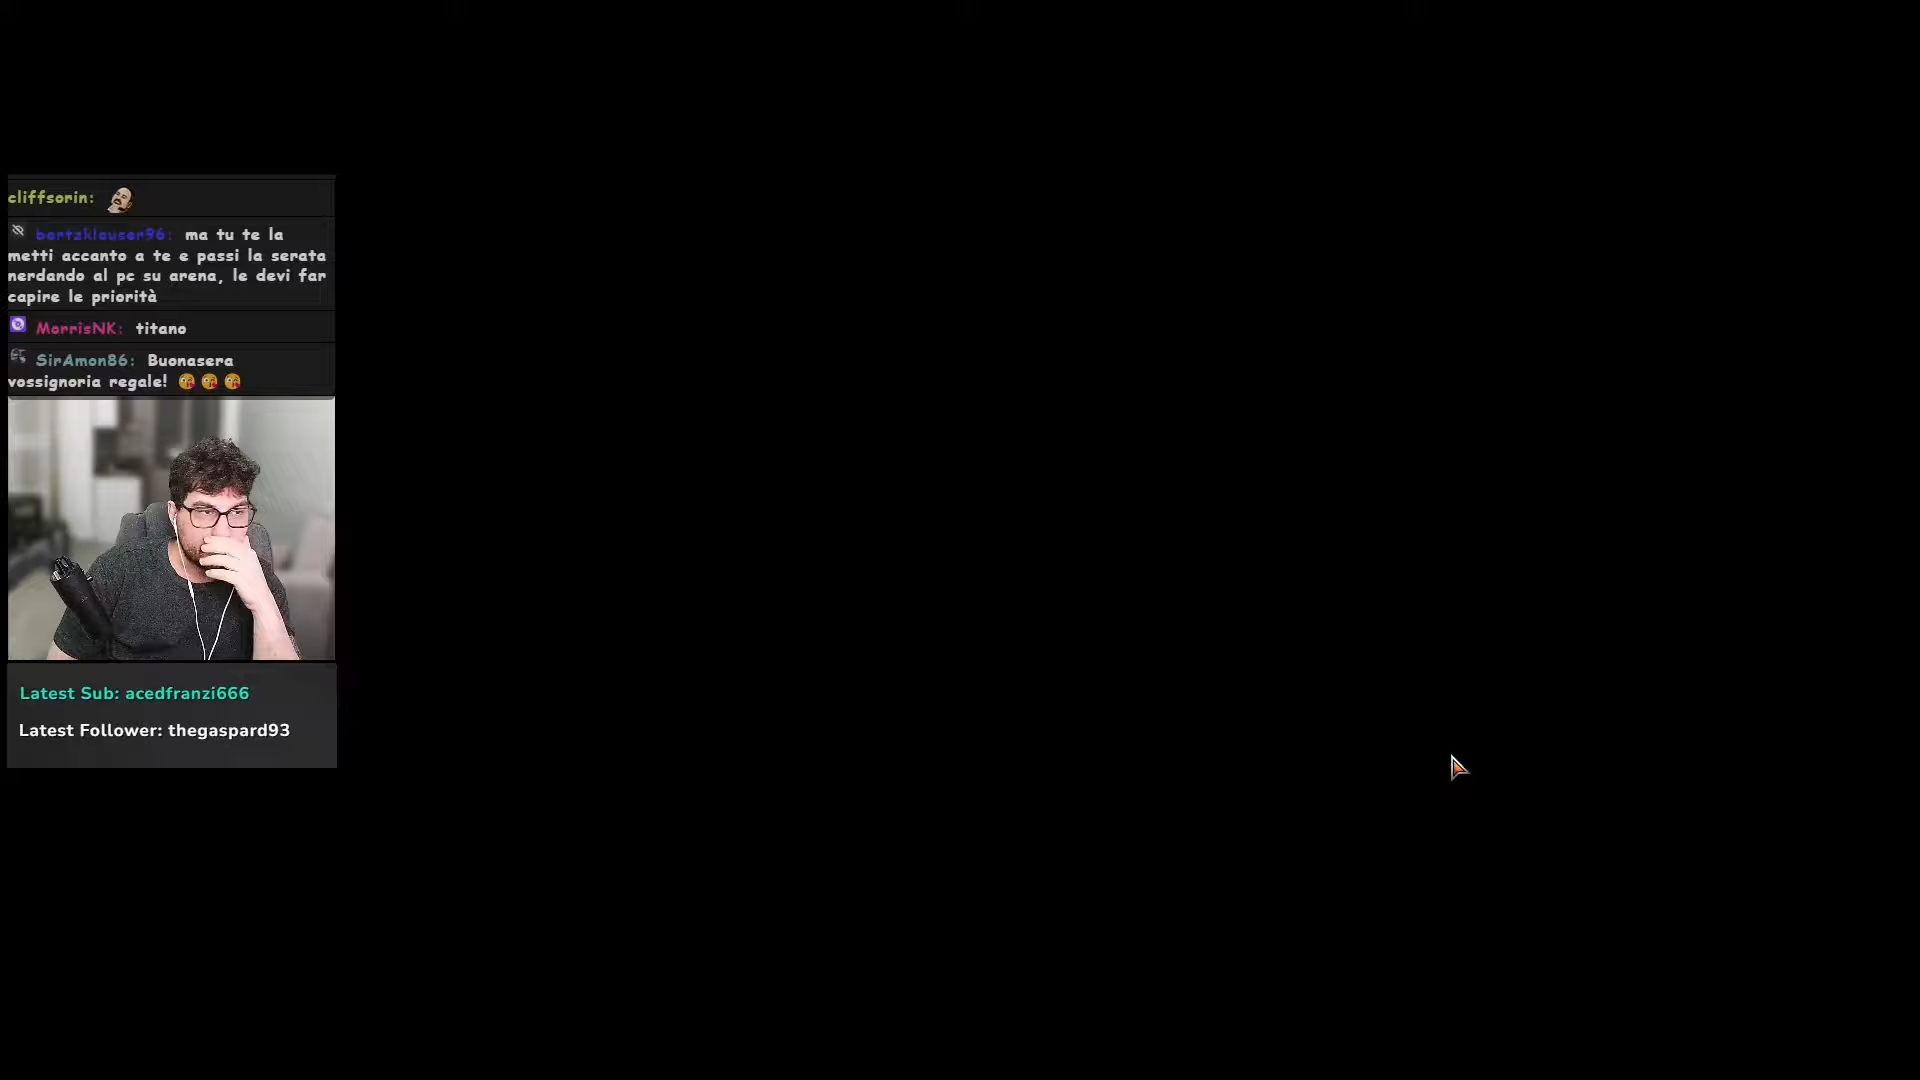 cliffsorin:
bartzklauser96: ma tu te la
metti accanto a te e passi la serata
nerdando al pc su arena, le devi far
capire le priorità
MorrisNK: titano
SirAmon86: Buonasera
vossignoria regale! 😘😘😘
Latest Sub: acedfranzi666
Latest Follower: thegaspard93